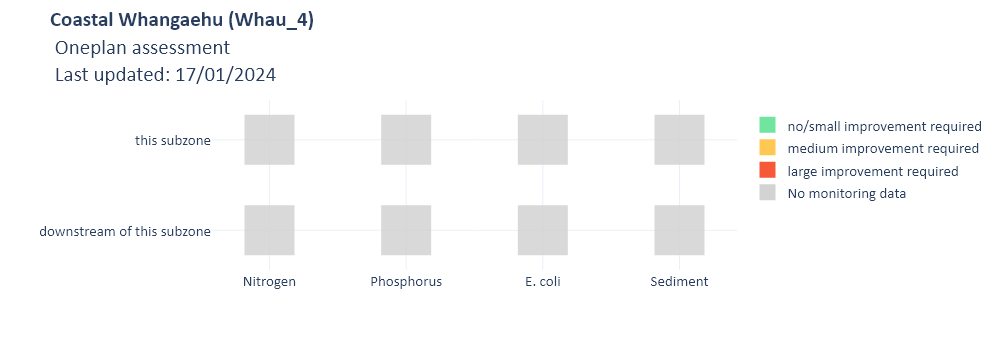 Coastal Whangaehu (Whau_4)
Oneplan assessment
Last updated: 17/01/2024
this subzone
downstream of this subzone
Nitrogen
Phosphorus
E. coli
Sediment
no/small improvement required
medium improvement required
large improvement required
No monitoring data